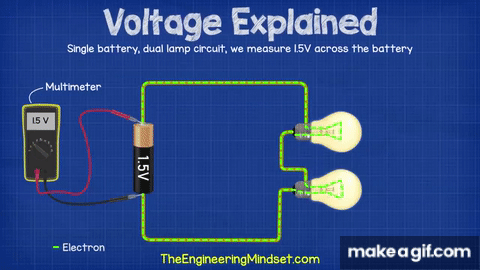 Voltage Explained
Single battery, dual lamp circuit, we measure 1.5V across the battery
Multimeter
1.5 V
1.5V
Electron
TheEngineeringMindset.com
make a gif.com